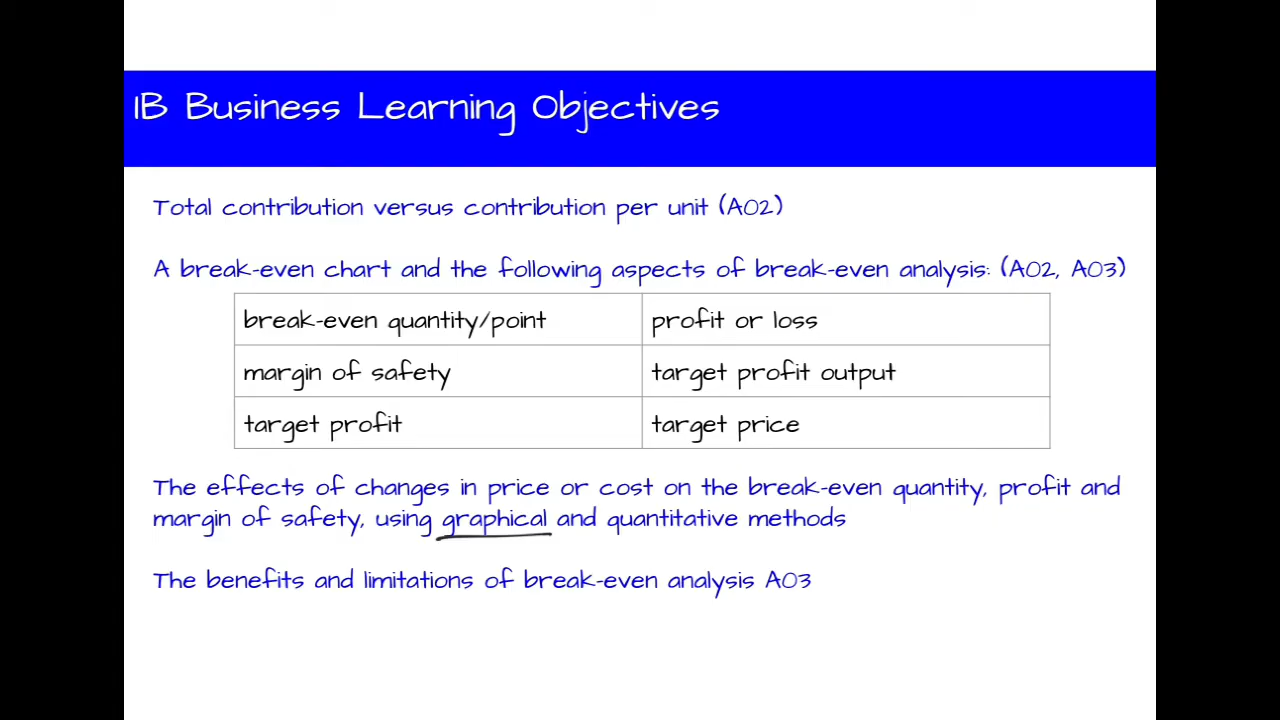 IB Business Learning Objectives
Total contribution versus contribution per unit (AO2)
A break-even chart and the following aspects of break-even analysis: (AO2, AO3)
break-even quantity/point
profit or loss
margin of safety
target profit output
target profit
target price
The effects of changes in price or cost on the break-even quantity, profit and
margin of safety, using graphical and quantitative methods
The benefits and limitations of break-even analysis AO3